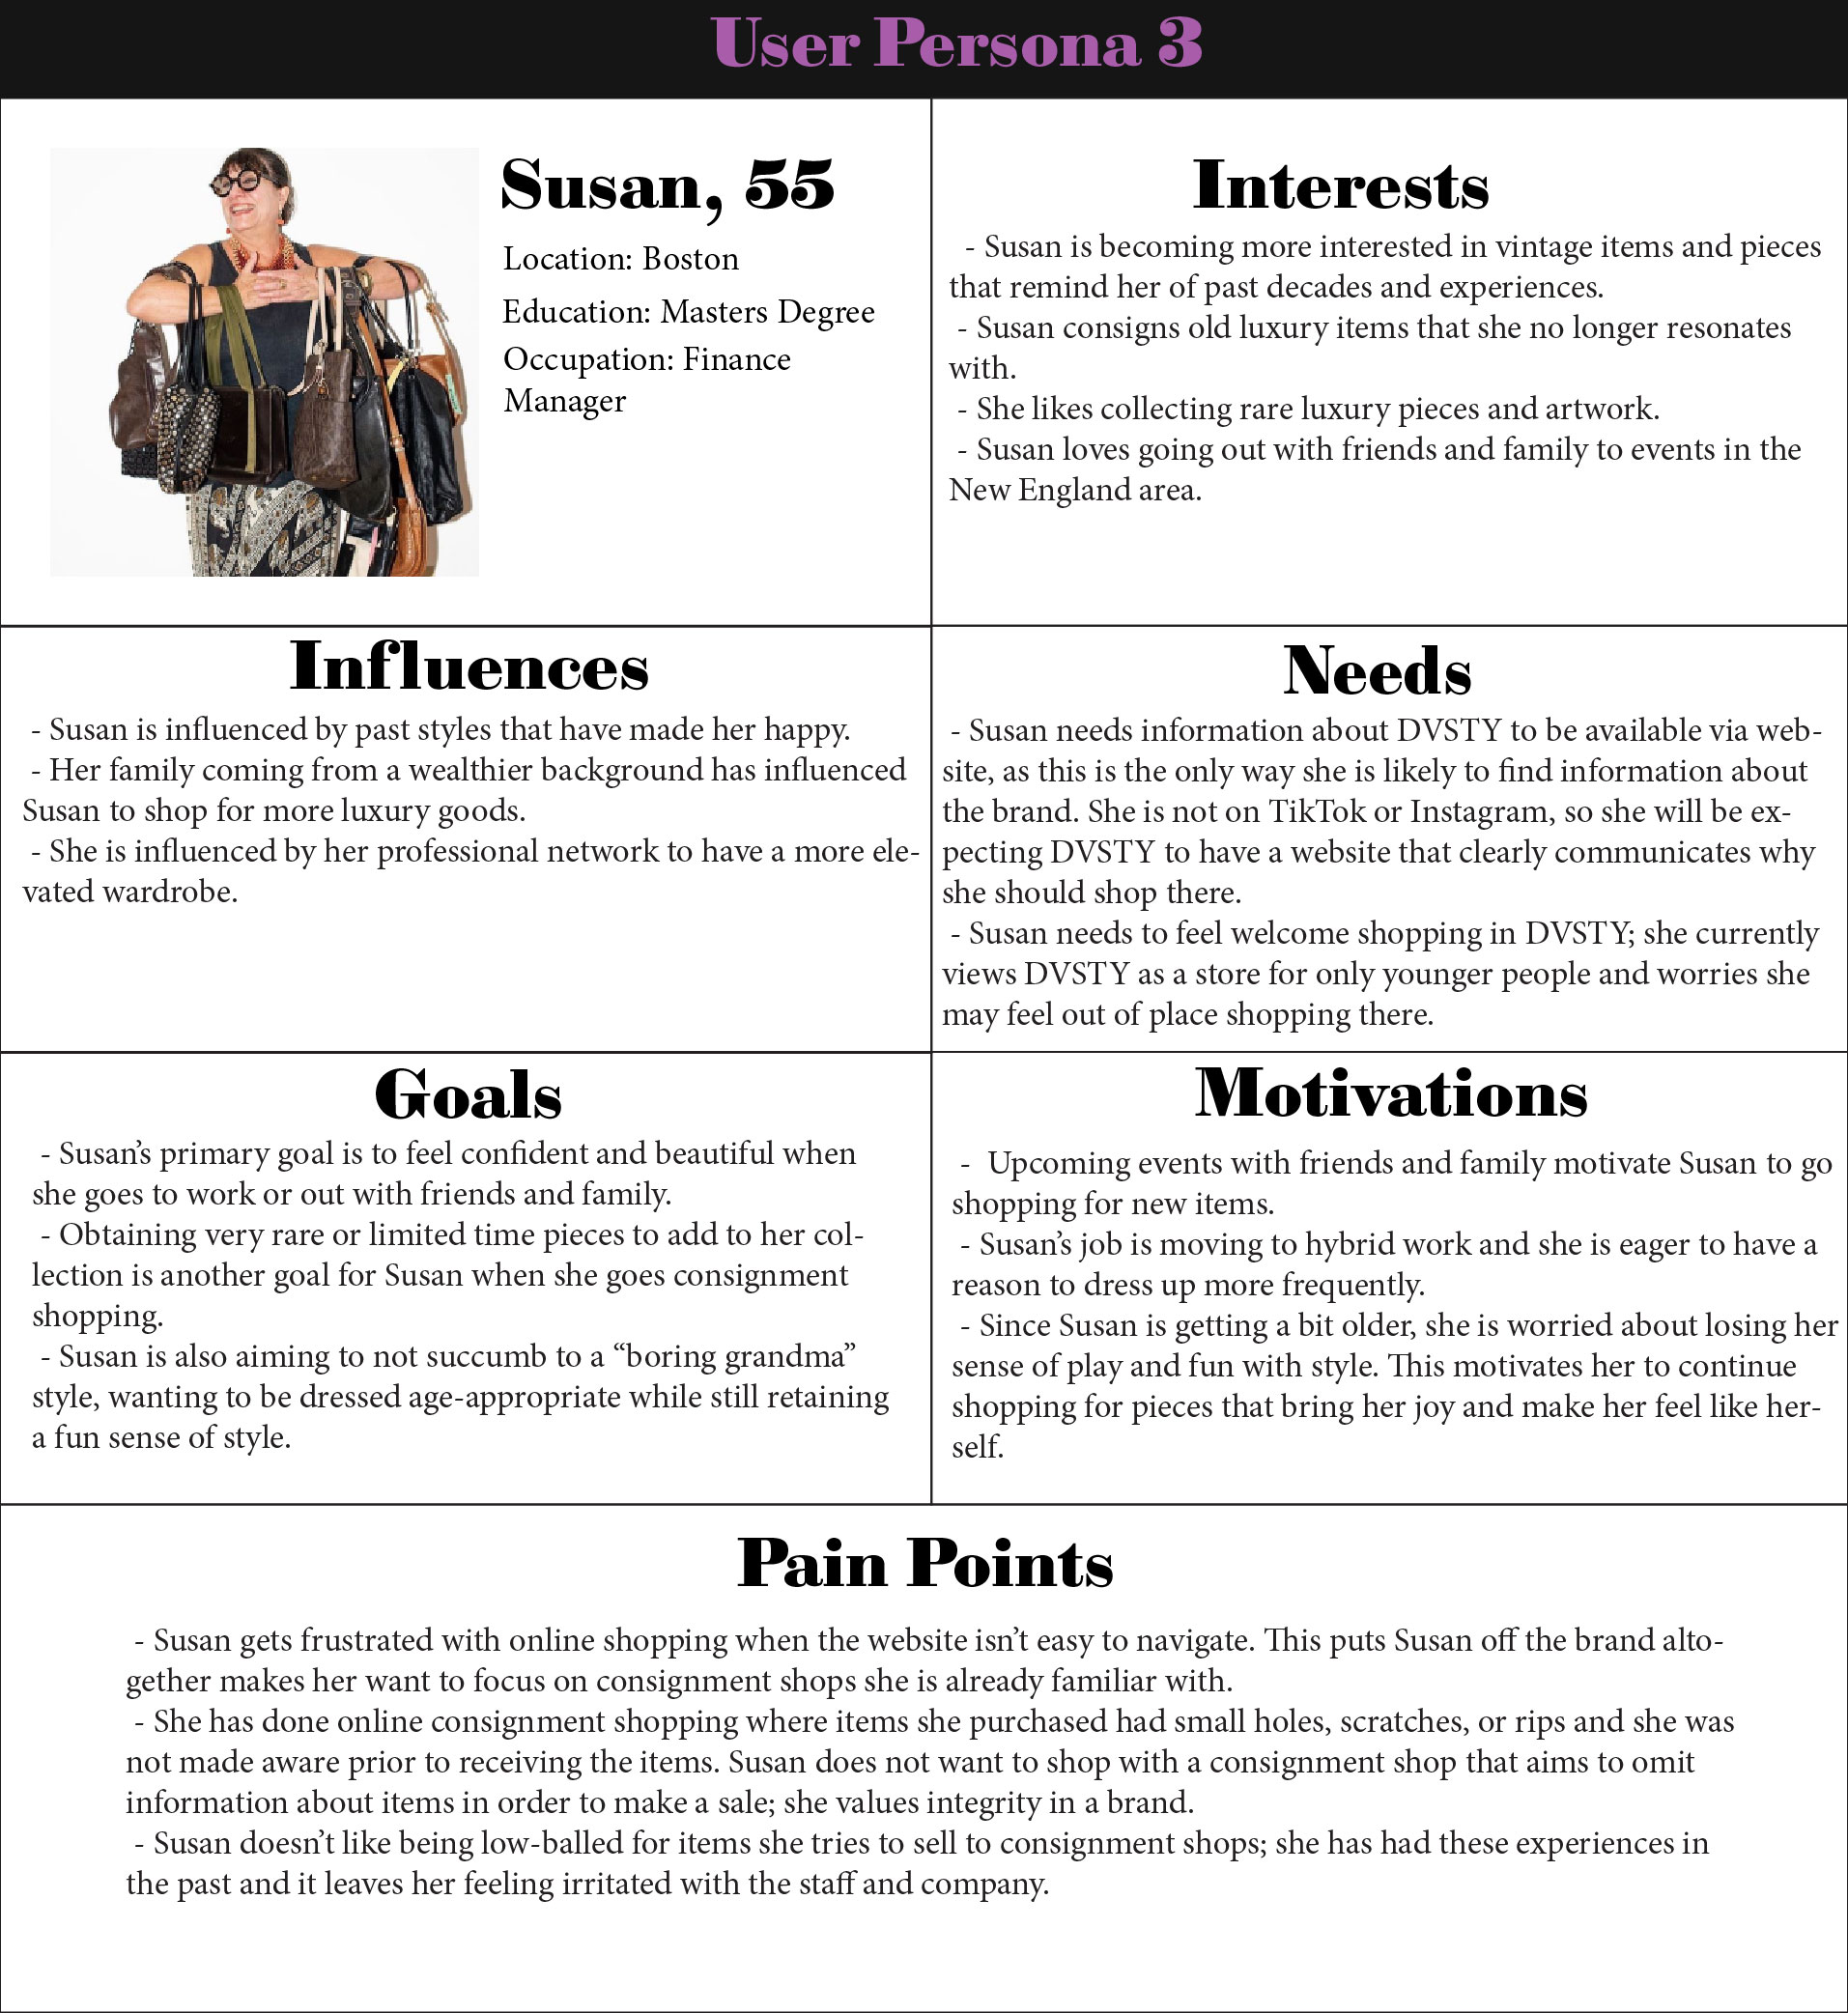 User Persona 3
Susan, 55
Location: Boston
Education: Masters Degree
Occupation: Finance
Manager
Interests
- Susan is becoming more interested in vintage items and pieces
that remind her of past decades and experiences.
- Susan consigns old luxury items that she no longer resonates
with.
- She likes collecting rare luxury pieces and artwork.
- Susan loves going out with friends and family to events in the
New England area.
Influences
- Susan is influenced by past styles that have made her happy.
- Her family coming from a wealthier background has influenced
Susan to shop for more luxury goods.
- She is influenced by her professional network to have a more ele-
vated wardrobe.
Needs
- Susan needs information about DVSTY to be available via web-
site, as this is the only way she is likely to find information about
the brand. She is not on TikTok or Instagram, so she will be ex-
pecting DVSTY to have a website that clearly communicates why
she should shop there.
- Susan needs to feel welcome shopping in DVSTY; she currently
views DVSTY as a store for only younger people and worries she
may feel out of place shopping there.
Goals
- Susan’s primary goal is to feel confident and beautiful when
she goes to work or out with friends and family.
- Obtaining very rare or limited time pieces to add to her col-
lection is another goal for Susan when she goes consignment
shopping.
- Susan is also aiming to not succumb to a “boring grandma”
style, wanting to be dressed age-appropriate while still retaining
a fun sense of style.
Motivations
- Upcoming events with friends and family motivate Susan to go
shopping for new items.
- Susan’s job is moving to hybrid work and she is eager to have a
reason to dress up more frequently.
- Since Susan is getting a bit older, she is worried about losing her
sense of play and fun with style. This motivates her to continue
shopping for pieces that bring her joy and make her feel like her-
self.
Pain Points
- Susan gets frustrated with online shopping when the website isn’t easy to navigate. This puts Susan off the brand alto-
gether makes her want to focus on consignment shops she is already familiar with.
- She has done online consignment shopping where items she purchased had small holes, scratches, or rips and she was
not made aware prior to receiving the items. Susan does not want to shop with a consignment shop that aims to omit
information about items in order to make a sale; she values integrity in a brand.
- Susan doesn’t like being low-balled for items she tries to sell to consignment shops; she has had these experiences in
the past and it leaves her feeling irritated with the staff and company.